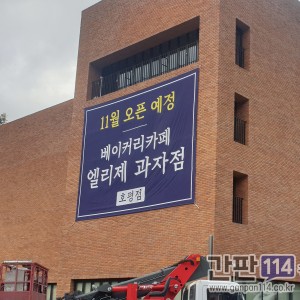 11월 오픈 예정
베이커리카페
엘리제 과자점
호평점
간판114
www.ganpan114.co.kr